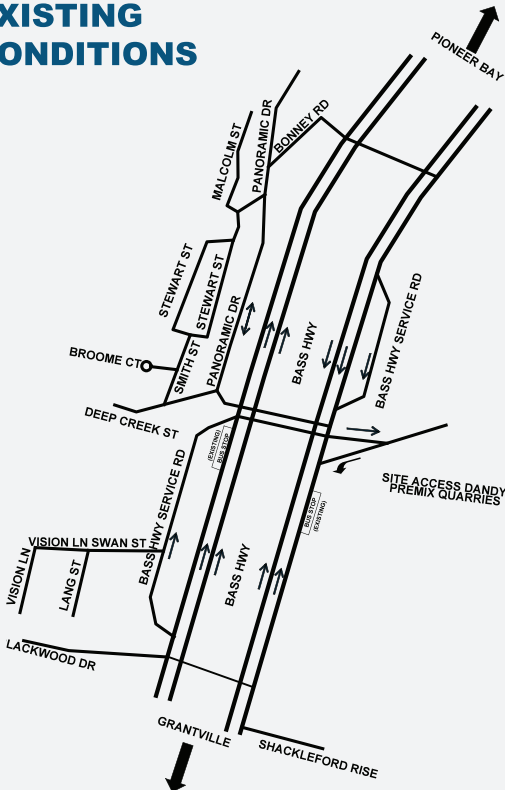 XISTING
ONDITIONS
PIONEER BAY
BONNEY RD
PANORAMIC DR
MALCOLM ST
STEWART ST
STEWART ST
PANORAMIC DR
SMITH ST
BROOME CT
DEEP CREEK ST
BASS HWY
BASS HWY SERVICE RD
BUS STOP
(EXISTING)
SITE ACCESS DANDY
PREMIX QUARRIES
BUS STOP
(EXISTING)
BASS HWY SERVICE RD
BASS HWY
VISION LN SWAN ST
VISION LN
LANG ST
LACKWOOD DR
GRANTVILLE
SHACKLEFORD RISE